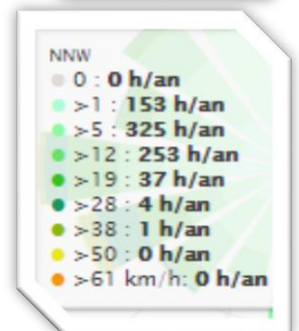 NNW
0 : 0 h/an
>1 : 153 h/an
>5 : 325 h/an
>12 : 253 h/an
>19 : 37 h/an
>28 : 4 h/an
>38 : 1 h/an
>50 : 0 h/an
>61 km/h: 0 h/an